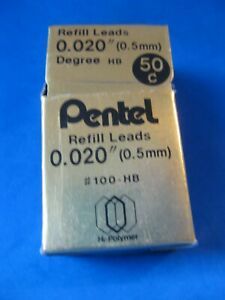 Refill Leads
0.020" (0.5mm)
Degree HB
50
C
Pentel
Refill Leads
0.020" (0.5mm)
#100-HB
Hi-Polymer